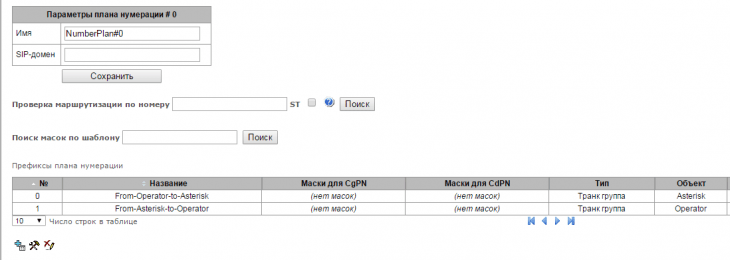 Параметры плана нумерации # 0
Имя NumberPlan#0
SIP-домен
Сохранить
Проверка маршрутизации по номеру ST Поиск
Поиск масок по шаблону Поиск
Префиксы плана нумерации
№ Название Маски для CgPN Маски для CdPN Тип Объект
0 From-Operator-to-Asterisk (нет масок) (нет масок) Транк группа Asterisk
1 From-Asterisk-to-Operator (нет масок) (нет масок) Транк группа Operator
10 Число строк в таблице